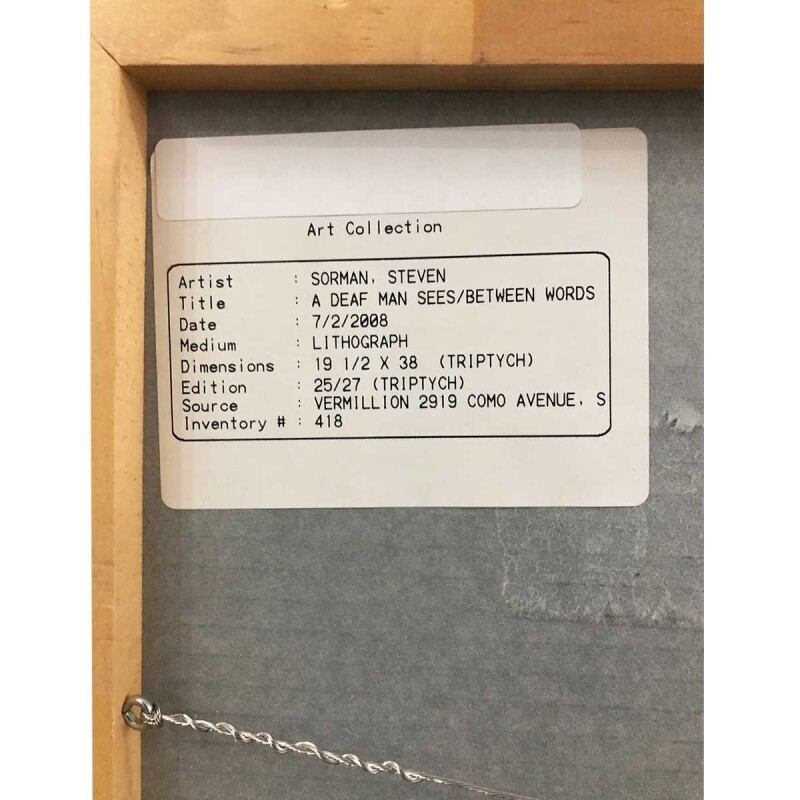 Art Collection
Artist : SORMAN, STEVEN
Title : A DEAF MAN SEES/BETWEEN WORDS
Date : 7/2/2008
Medium : LITHOGRAPH
Dimensions : 19 1/2 X 38 (TRIPTYCH)
Edition : 25/27 (TRIPTYCH)
Source : VERMILLION 2919 COMO AVENUE, S
Inventory # : 418